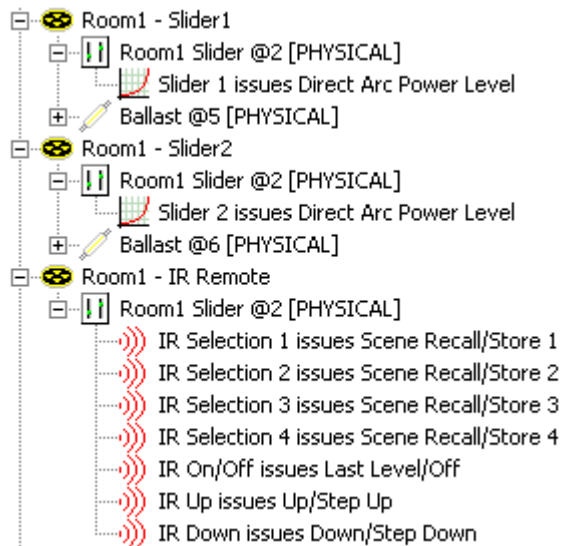 Room1 - Slider1
Room1 Slider @2 [PHYSICAL]
Slider 1 issues Direct Arc Power Level
Ballast @5 [PHYSICAL]
Room1 - Slider2
Room1 Slider @2 [PHYSICAL]
Slider 2 issues Direct Arc Power Level
Ballast @6 [PHYSICAL]
Room1 - IR Remote
Room1 Slider @2 [PHYSICAL]
IR Selection 1 issues Scene Recall/Store 1
IR Selection 2 issues Scene Recall/Store 2
IR Selection 3 issues Scene Recall/Store 3
IR Selection 4 issues Scene Recall/Store 4
IR On/Off issues Last Level/Off
IR Up issues Up/Step Up
IR Down issues Down/Step Down